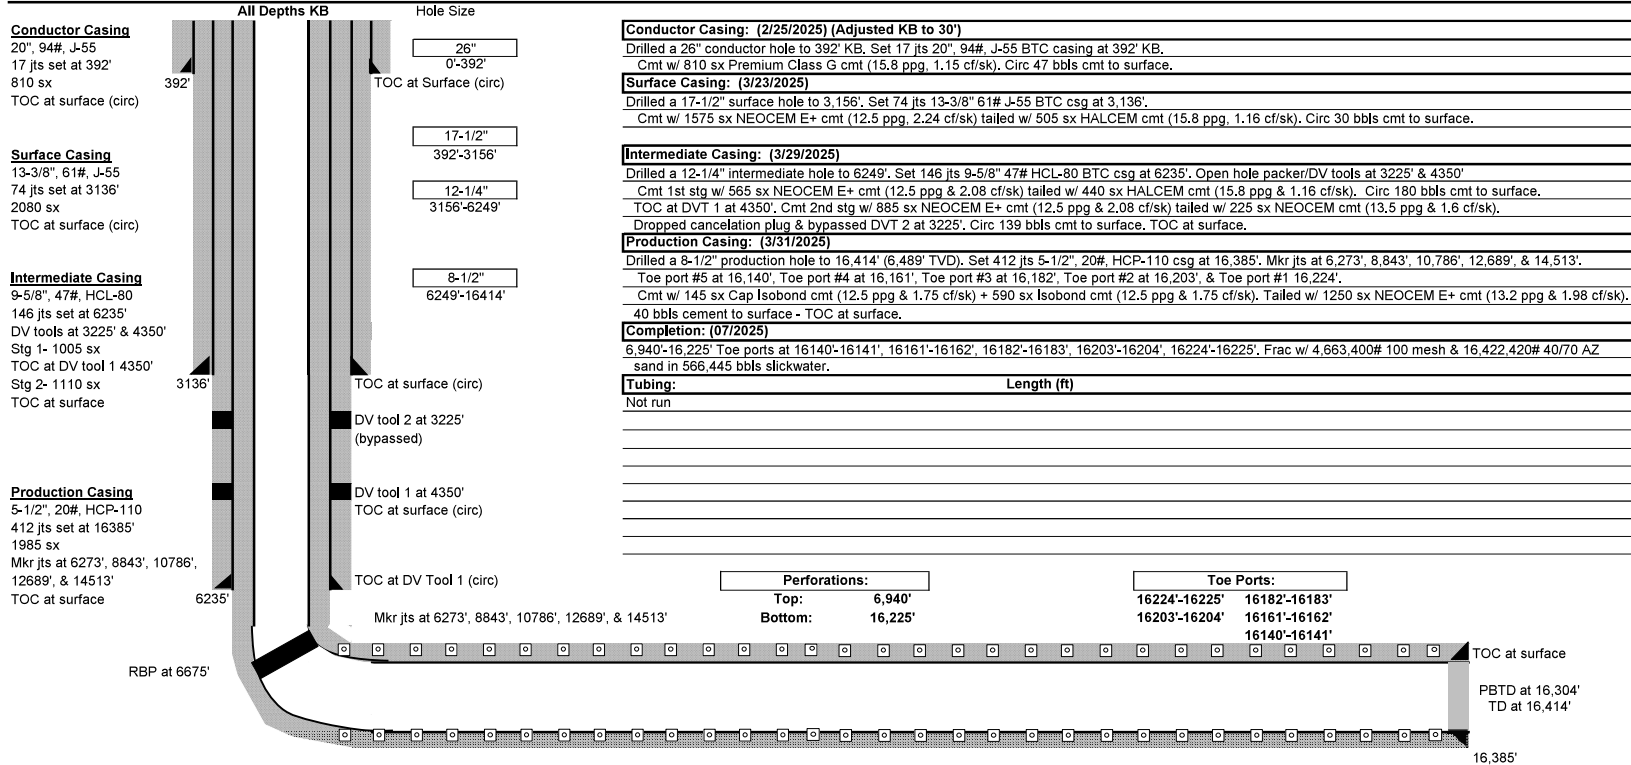 All Depths KB
Hole Size
Conductor Casing
20", 94#, J-55
17 jts set at 392'
810 sx
TOC at surface (circ)
392'
TOC at Surface (circ)
26"
0'-392'
17-1/2"
392'-3156'
12-1/4"
3156'-6249'
8-1/2"
6249'-16414'
Surface Casing
13-3/8", 61#, J-55
74 jts set at 3136'
2080 sx
TOC at surface (circ)
Intermediate Casing
9-5/8", 47#, HCL-80
146 jts set at 6235'
DV tools at 3225' & 4350'
Stg 1- 1005 sx
TOC at DV tool 1 4350'
Stg 2- 1110 sx
TOC at surface
3136'
TOC at surface (circ)
DV tool 2 at 3225'
(bypassed)
DV tool 1 at 4350'
TOC at surface (circ)
Production Casing
5-1/2", 20#, HCP-110
412 jts set at 16385'
1985 sx
Mkr jts at 6273', 8843', 10786',
12689', & 14513'
TOC at surface
6235'
TOC at DV Tool 1 (circ)
Mkr jts at 6273', 8843', 10786', 12689', & 14513'
RBP at 6675'
Conductor Casing: (2/25/2025) (Adjusted KB to 30')
Drilled a 26" conductor hole to 392' KB. Set 17 jts 20", 94#, J-55 BTC casing at 392' KB.
Cmt w/ 810 sx Premium Class G cmt (15.8 ppg, 1.15 cf/sk). Circ 47 bbls cmt to surface.
Surface Casing: (3/23/2025)
Drilled a 17-1/2" surface hole to 3,156'. Set 74 jts 13-3/8" 61# J-55 BTC csg at 3,136'.
Cmt w/ 1575 sx NEOCEM E+ cmt (12.5 ppg, 2.24 cf/sk) tailed w/ 505 sx HALCEM cmt (15.8 ppg, 1.16 cf/sk). Circ 30 bbls cmt to surface.
Intermediate Casing: (3/29/2025)
Drilled a 12-1/4" intermediate hole to 6249'. Set 146 jts 9-5/8" 47# HCL-80 BTC csg at 6235'. Open hole packer/DV tools at 3225' & 4350'
Cmt 1st stg w/ 565 sx NEOCEM E+ cmt (12.5 ppg & 2.08 cf/sk) tailed w/ 440 sx HALCEM cmt (15.8 ppg & 1.16 cf/sk). Circ 180 bbls cmt to surface.
TOC at DVT 1 at 4350'. Cmt 2nd stg w/ 885 sx NEOCEM E+ cmt (12.5 ppg & 2.08 cf/sk) tailed w/ 225 sx NEOCEM cmt (13.5 ppg & 1.6 cf/sk).
Dropped cancelation plug & bypassed DVT 2 at 3225'. Circ 139 bbls cmt to surface. TOC at surface.
Production Casing: (3/31/2025)
Drilled a 8-1/2" production hole to 16,414' (6,489' TVD). Set 412 jts 5-1/2", 20#, HCP-110 csg at 16,385'. Mkr jts at 6,273', 8,843', 10,786', 12,689', & 14,513'.
Toe port #5 at 16,140', Toe port #4 at 16,161', Toe port #3 at 16,182', Toe port #2 at 16,203', & Toe port #1 16,224'.
Cmt w/ 145 sx Cap Isobond cmt (12.5 ppg & 1.75 cf/sk) + 590 sx Isobond cmt (12.5 ppg & 1.75 cf/sk). Tailed w/ 1250 sx NEOCEM E+ cmt (13.2 ppg & 1.98 cf/sk).
40 bbls cement to surface - TOC at surface.
Completion: (07/2025)
6,940'-16,225' Toe ports at 16140'-16141', 16161'-16162', 16182'-16183', 16203'-16204', 16224'-16225'. Frac w/ 4,663,400# 100 mesh & 16,422,420# 40/70 AZ
sand in 566,445 bbls slickwater.
Tubing: Length (ft)
Not run
Perforations:
Top: 6,940'
Bottom: 16,225'
Toe Ports:
16224'-16225' 16182'-16183'
16203'-16204' 16161'-16162'
16140'-16141'
TOC at surface
PBTD at 16,304'
TD at 16,414'
16,385'